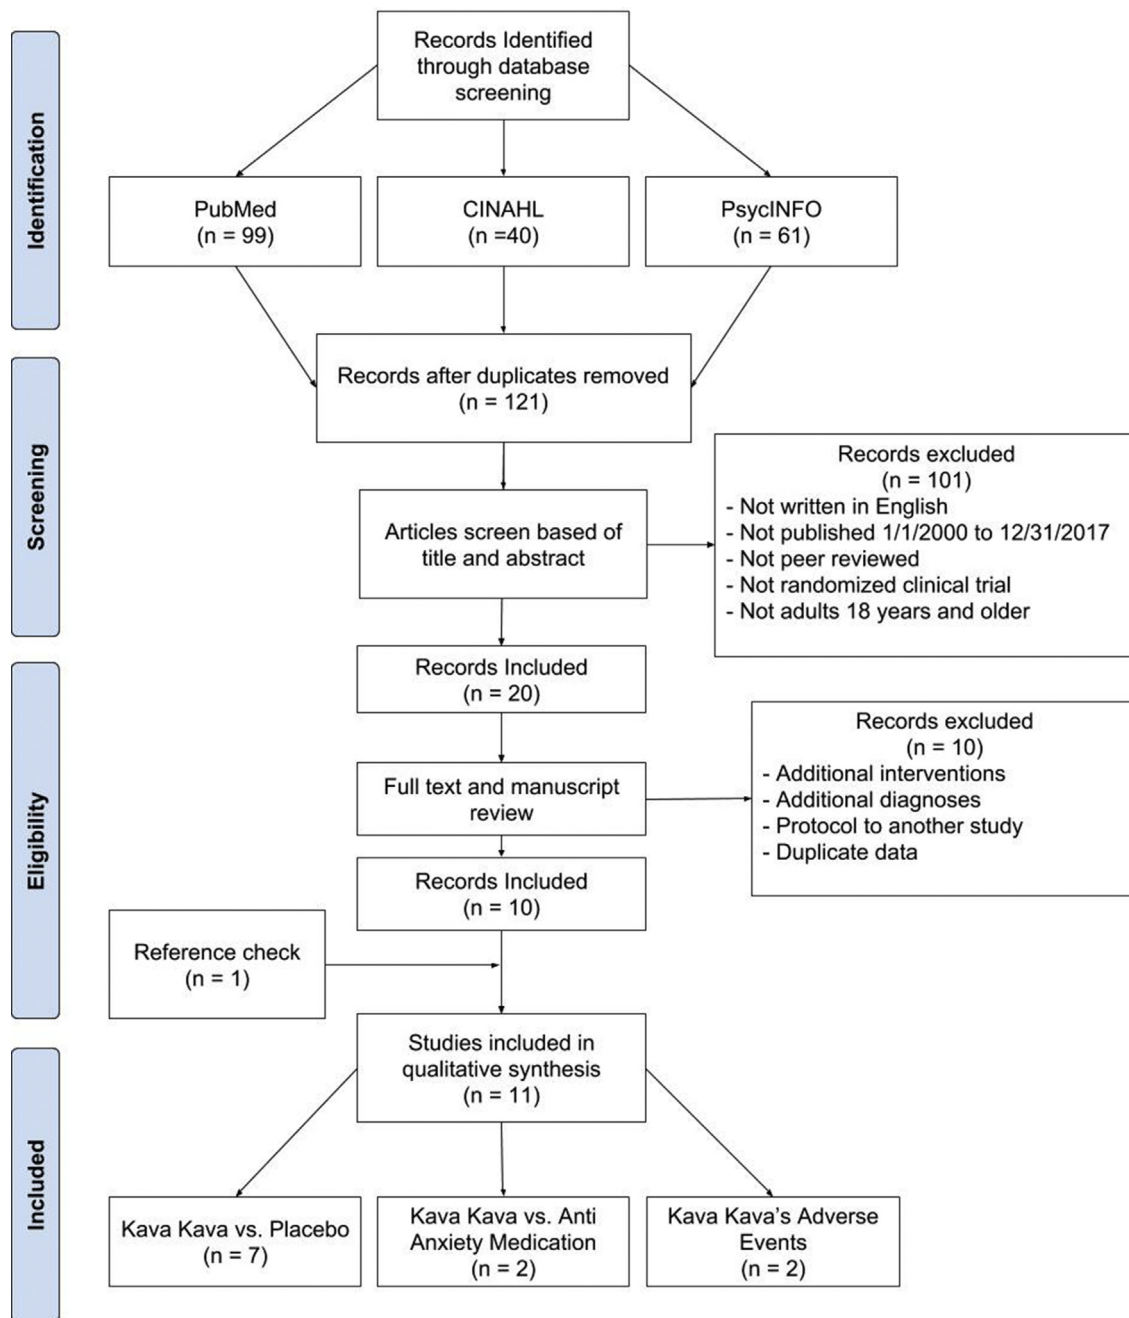 Identification
Records Identified
through database
screening
PubMed
(n = 99)
CINAHL
(n =40)
PsycINFO
(n = 61)
Screening
Records after duplicates removed
(n = 121)
Articles screen based of
title and abstract
Records excluded
(n = 101)
- Not written in English
- Not published 1/1/2000 to 12/31/2017
- Not peer reviewed
- Not randomized clinical trial
- Not adults 18 years and older
Eligibility
Records Included
(n = 20)
Full text and manuscript
review
Records excluded
(n = 10)
- Additional interventions
- Additional diagnoses
- Protocol to another study
- Duplicate data
Records Included
(n = 10)
Reference check
(n = 1)
Included
Studies included in
qualitative synthesis
(n = 11)
Kava Kava vs. Placebo
(n = 7)
Kava Kava vs. Anti
Anxiety Medication
(n = 2)
Kava Kava’s Adverse
Events
(n = 2)